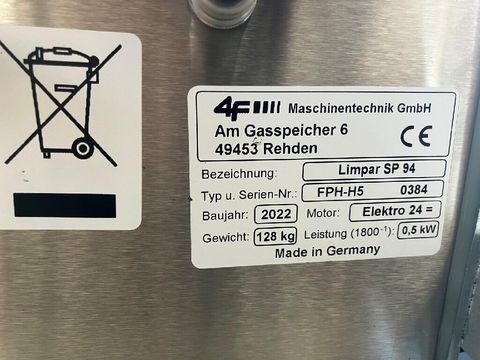 4F Maschinentechnik GmbH
Am Gasspeicher 6
49453 Rehden
CE
Bezeichnung: Limpar SP 94
Typ u. Serien-Nr.: FPH-H5 0384
Baujahr: 2022 Motor: Elektro 24 =
Gewicht: 128 kg Leistung (1800⁻¹): 0,5 kW
Made in Germany